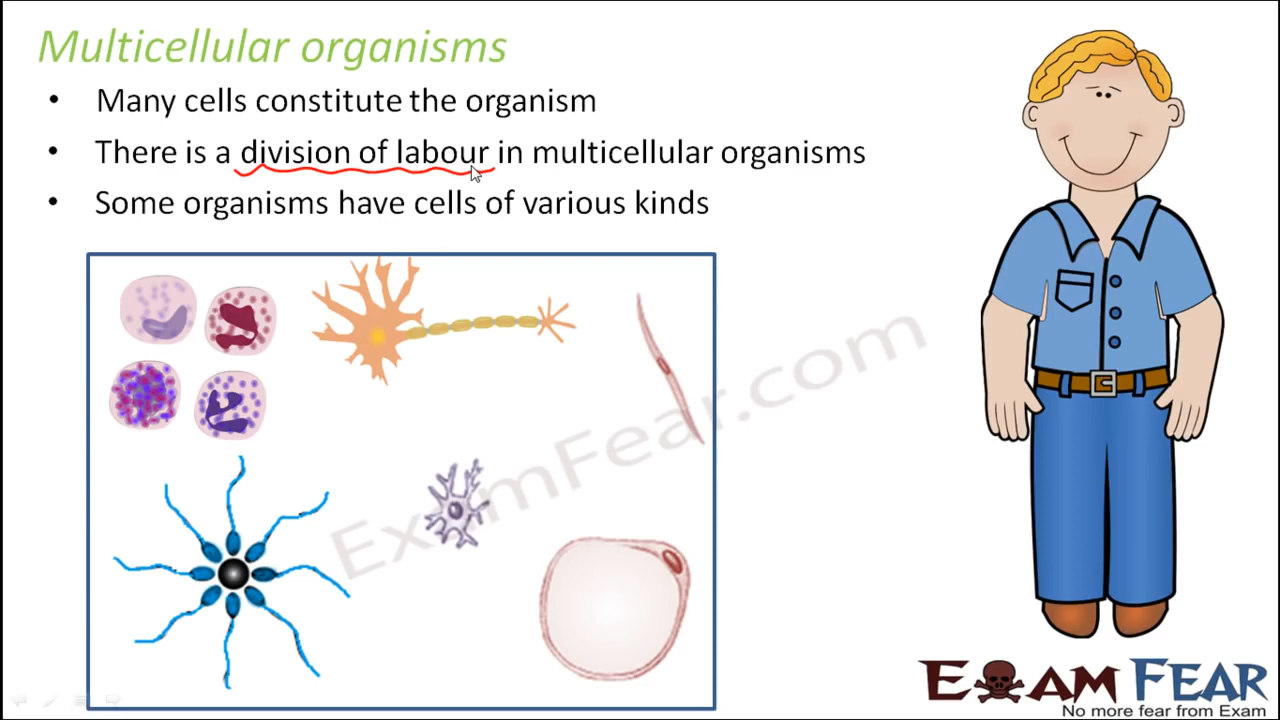 Multicellular organisms
• Many cells constitute the organism
• There is a division of labour in multicellular organisms
• Some organisms have cells of various kinds
ExamFear.com
EXAM FEAR
No more fear from Exam